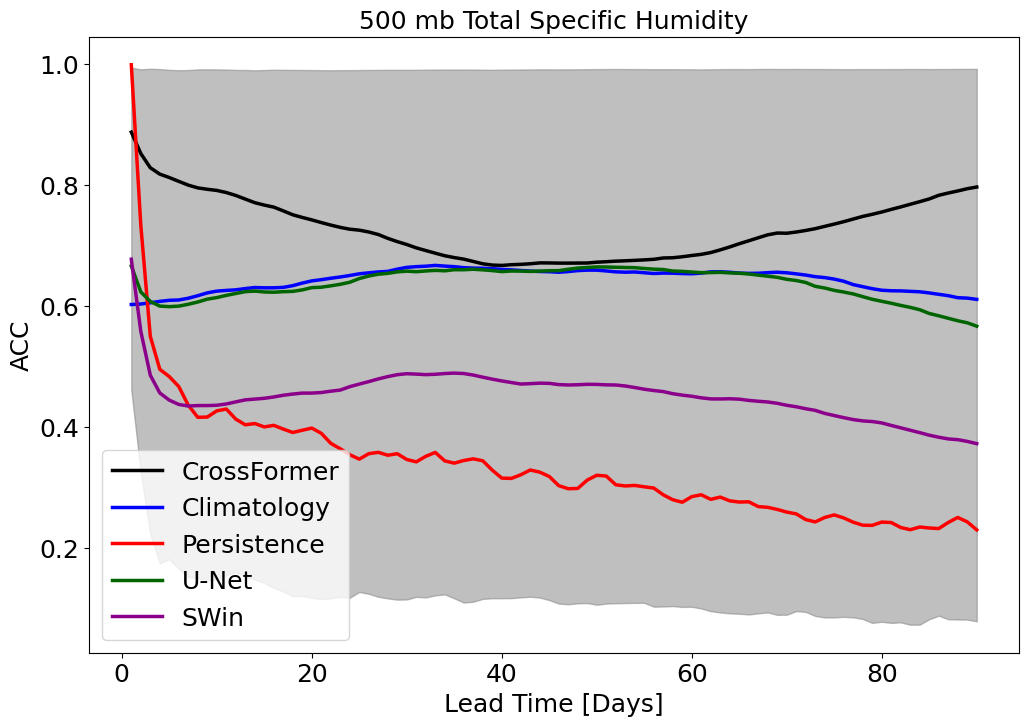 500 mb Total Specific Humidity
ACC
1.0
0.8
0.6
0.4
0.2
CrossFormer
Climatology
Persistence
U-Net
SWin
0 20 40 60 80
Lead Time [Days]